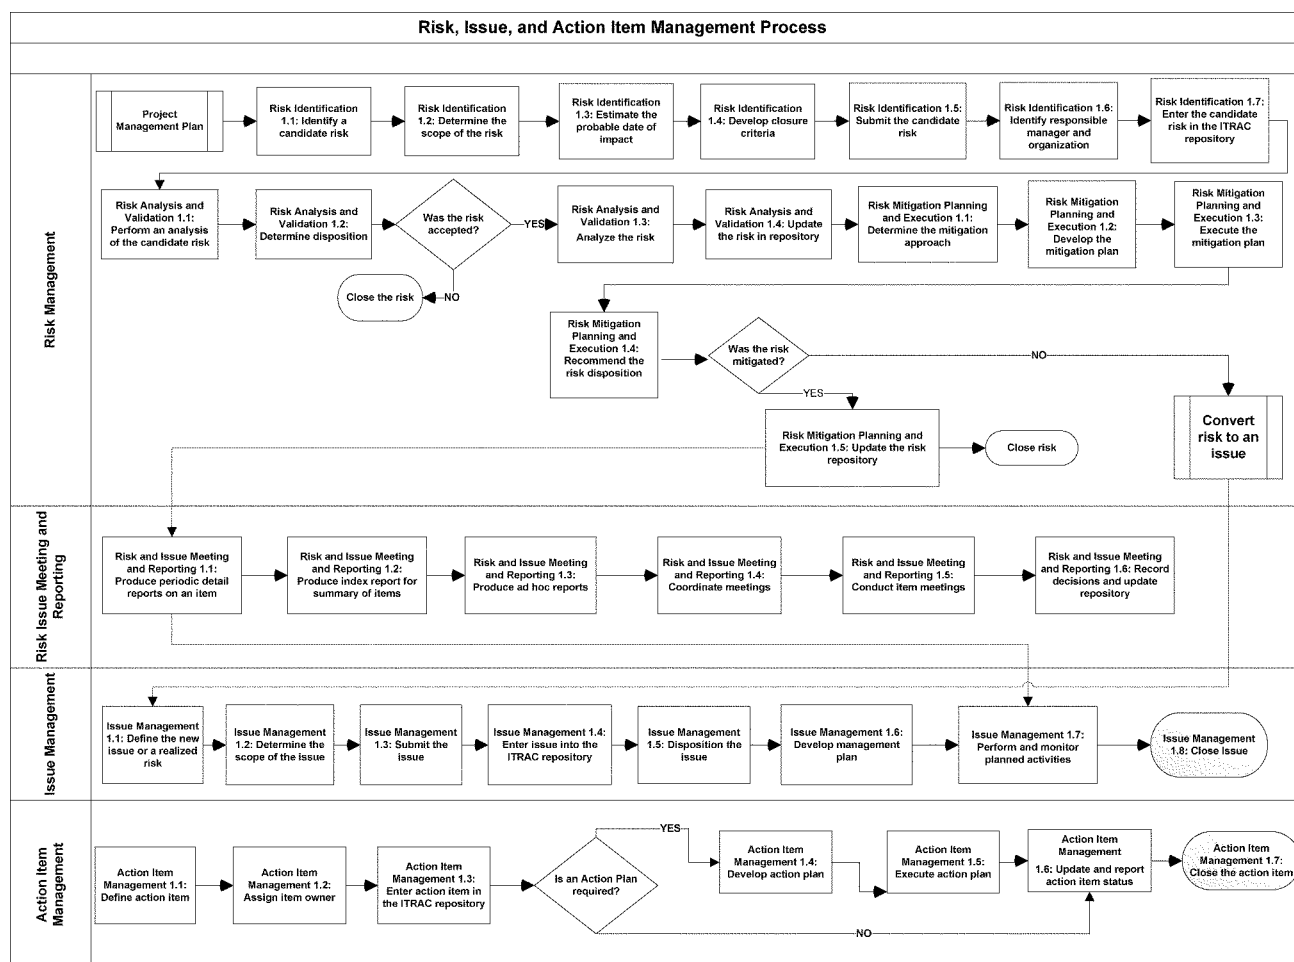 Risk, Issue, and Action Item Management Process
Risk Management
Project
Management Plan
Risk Identification
1.1: Identify a
candidate risk
Risk Identification
1.2: Determine the
scope of the risk
Risk Identification
1.3: Estimate the
probable date of
impact
Risk Identification
1.4: Develop closure
criteria
Risk Identification 1.5:
Submit the candidate
risk
Risk Identification 1.6:
Identify responsible
manager and
organization
Risk Identification 1.7:
Enter the candidate
risk in the ITRAC
repository
Risk Analysis and
Validation 1.1:
Perform an analysis
of the candidate risk
Risk Analysis and
Validation 1.2:
Determine disposition
Was the risk
accepted?
YES
NO
Close the risk
Risk Analysis and
Validation 1.3:
Analyze the risk
Risk Analysis and
Validation 1.4: Update
the risk in repository
Risk Mitigation Planning
and Execution 1.1:
Determine the mitigation
approach
Risk Mitigation
Planning and
Execution 1.2:
Develop the
mitigation plan
Risk Mitigation
Planning and
Execution 1.3:
Execute the
mitigation plan
Risk Mitigation
Planning and
Execution 1.4:
Recommend the
risk disposition
Was the risk
mitigated?
NO
YES
Convert
risk to an
issue
Risk Mitigation Planning and
Execution 1.5: Update the risk
repository
Close risk
Risk Issue Meeting and
Reporting
Risk and Issue Meeting
and Reporting 1.1:
Produce periodic detail
reports on an item
Risk and Issue Meeting
and Reporting 1.2:
Produce index report for
summary of items
Risk and Issue Meeting
and Reporting 1.3:
Produce ad hoc reports
Risk and Issue Meeting
and Reporting 1.4:
Coordinate meetings
Risk and Issue Meeting
and Reporting 1.5:
Conduct item meetings
Risk and Issue Meeting
and Reporting 1.6: Record
decisions and update
repository
Issue Management
Issue Management
1.1: Define the new
issue or a realized
risk
Issue Management
1.2: Determine the
scope of the issue
Issue Management
1.3: Submit the
issue
Issue Management 1.4:
Enter issue into the
ITRAC repository
Issue Management
1.5: Disposition the
issue
Issue Management 1.6:
Develop management
plan
Issue Management 1.7:
Perform and monitor
planned activities
Issue Management
1.8: Close Issue
Action Item
Management
Action Item
Management 1.1:
Define action item
Action Item
Management 1.2:
Assign item owner
Action Item
Management 1.3:
Enter action item in
the ITRAC repository
Is an Action Plan
required?
YES
NO
Action Item
Management 1.4:
Develop action plan
Action Item
Management 1.5:
Execute action plan
Action Item
Management
1.6: Update and report
action item status
Action Item
Management 1.7:
Close the action item